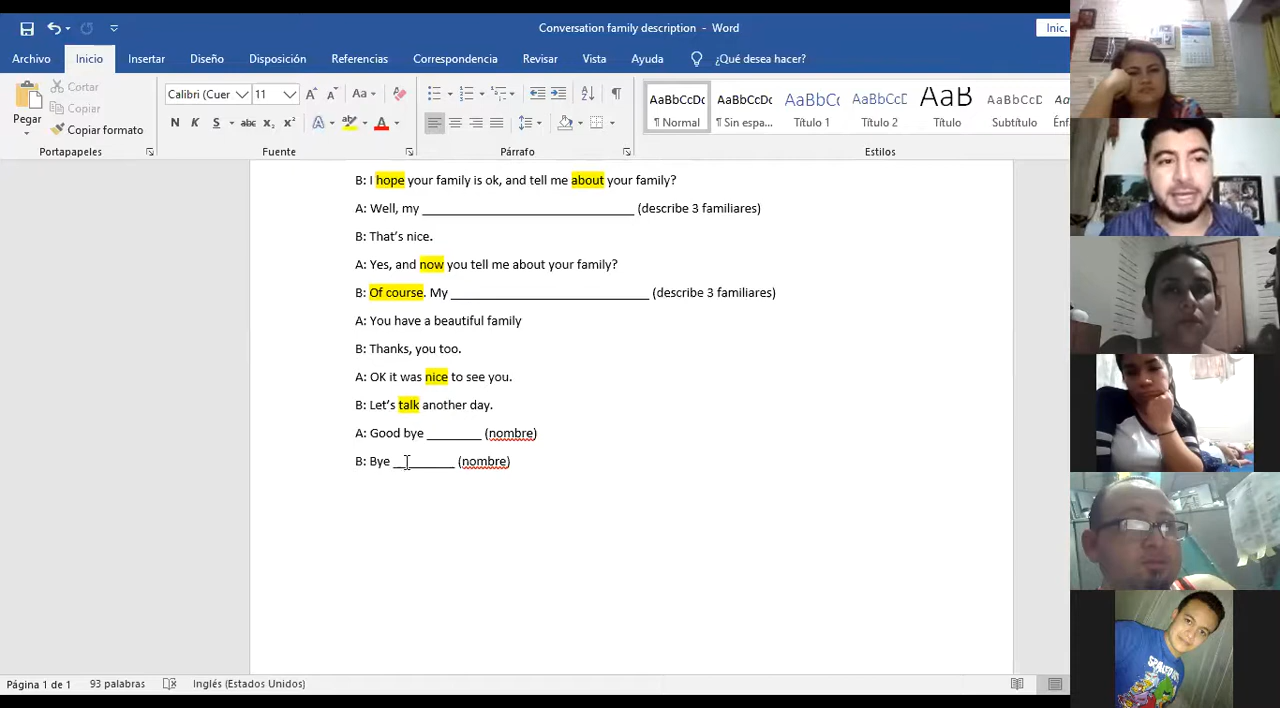 Conversation family description - Word
Inic.
Archivo Inicio Insertar Diseño Disposición Referencias Correspondencia Revisar Vista Ayuda ¿Qué desea hacer?
Pegar
Cortar
Copiar
Copiar formato
Portapapeles
Calibri (Cuer 11
Fuente
Párrafo
AaBbCcDc AaBbCcDc AaBbC AaBbCcD AaB AaBbCcD
¶ Normal ¶ Sin espa... Título 1 Título 2 Título Subtítulo Énf
Estilos
B: I hope your family is ok, and tell me about your family?
A: Well, my ______________________________ (describe 3 familiares)
B: That’s nice.
A: Yes, and now you tell me about your family?
B: Of course. My ____________________________ (describe 3 familiares)
A: You have a beautiful family
B: Thanks, you too.
A: OK it was nice to see you.
B: Let’s talk another day.
A: Good bye ________ (nombre)
B: Bye _________ (nombre)
Página 1 de 1 93 palabras Inglés (Estados Unidos)